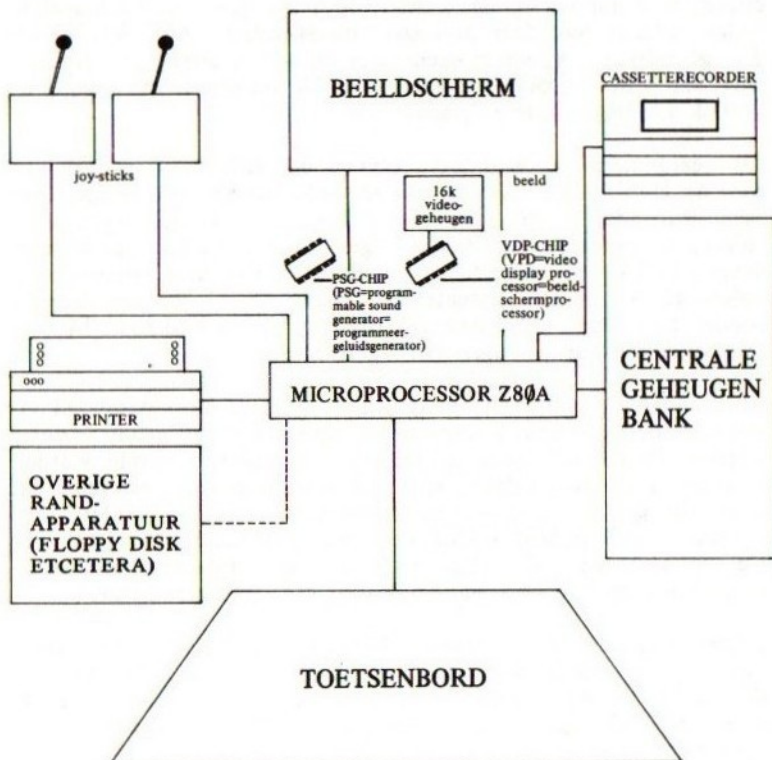 BEELDSCHERM
CASSETTERECORDER
joy-sticks
beeld
16k
video-
geheugen
PSG-CHIP
(PSG=program-
mable sound
generator=
programmeer-
geluidsgenerator)
VDP-CHIP
(VPD=video
display pro-
cessor=beeld-
schermpro-
cessor)
ooo
PRINTER
MICROPROCESSOR Z80A
CENTRALE
GEHEUGEN
BANK
OVERIGE
RAND-
APPARATUUR
(FLOPPY DISK
ETCETERA)
TOETSENBORD